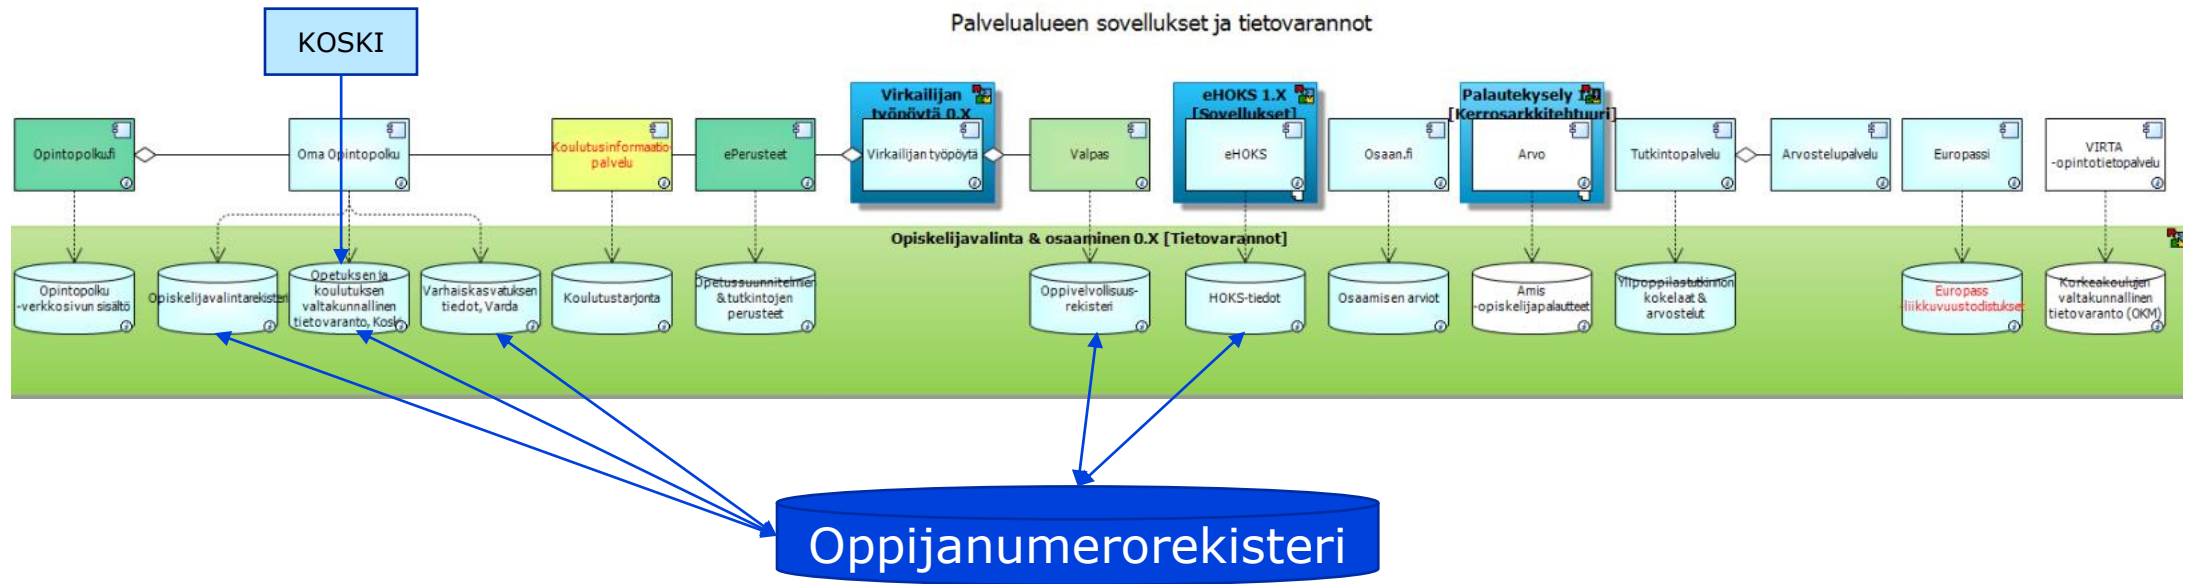 Palvelualueen sovellukset ja tietovarannot
KOSKI
Virkailijan
työpöytä 0.X
eHOKS 1.X
[Sovellukset]
Palautekysely 1.0
[Kerrosarkkitehtuuri]
Opintopolku.fi
Oma Opintopolku
Koulutusinformaatio-
palvelu
ePerusteet
Virkailijan työpöytä
Valpas
eHOKS
Osaan.fi
Arvo
Tutkintopalvelu
Arvostelupalvelu
Europassi
VIRTA
-opintotietopalvelu
Opiskelijavalinta & osaaminen 0.X [Tietovarannot]
Opintopolku
-verkkosivun sisältö
Opiskelijavalintarekisteri
Opetuksen ja
koulutuksen
valtakunnallinen
tietovaranto, Koski
Varhaiskasvatuksen
tiedot, Varda
Koulutustarjonta
Opetussuunnitelmien
& tutkintojen
perusteet
Oppivelvollisuus-
rekisteri
HOKS-tiedot
Osaamisen arviot
Amis
-opiskelijapalautteet
Ylioppilastutkinnon
kokelaat &
arvostelut
Europass
-liikkuvuustodistukset
Korkeakoulujen
valtakunnallinen
tietovaranto (OKM)
Oppijanumerorekisteri